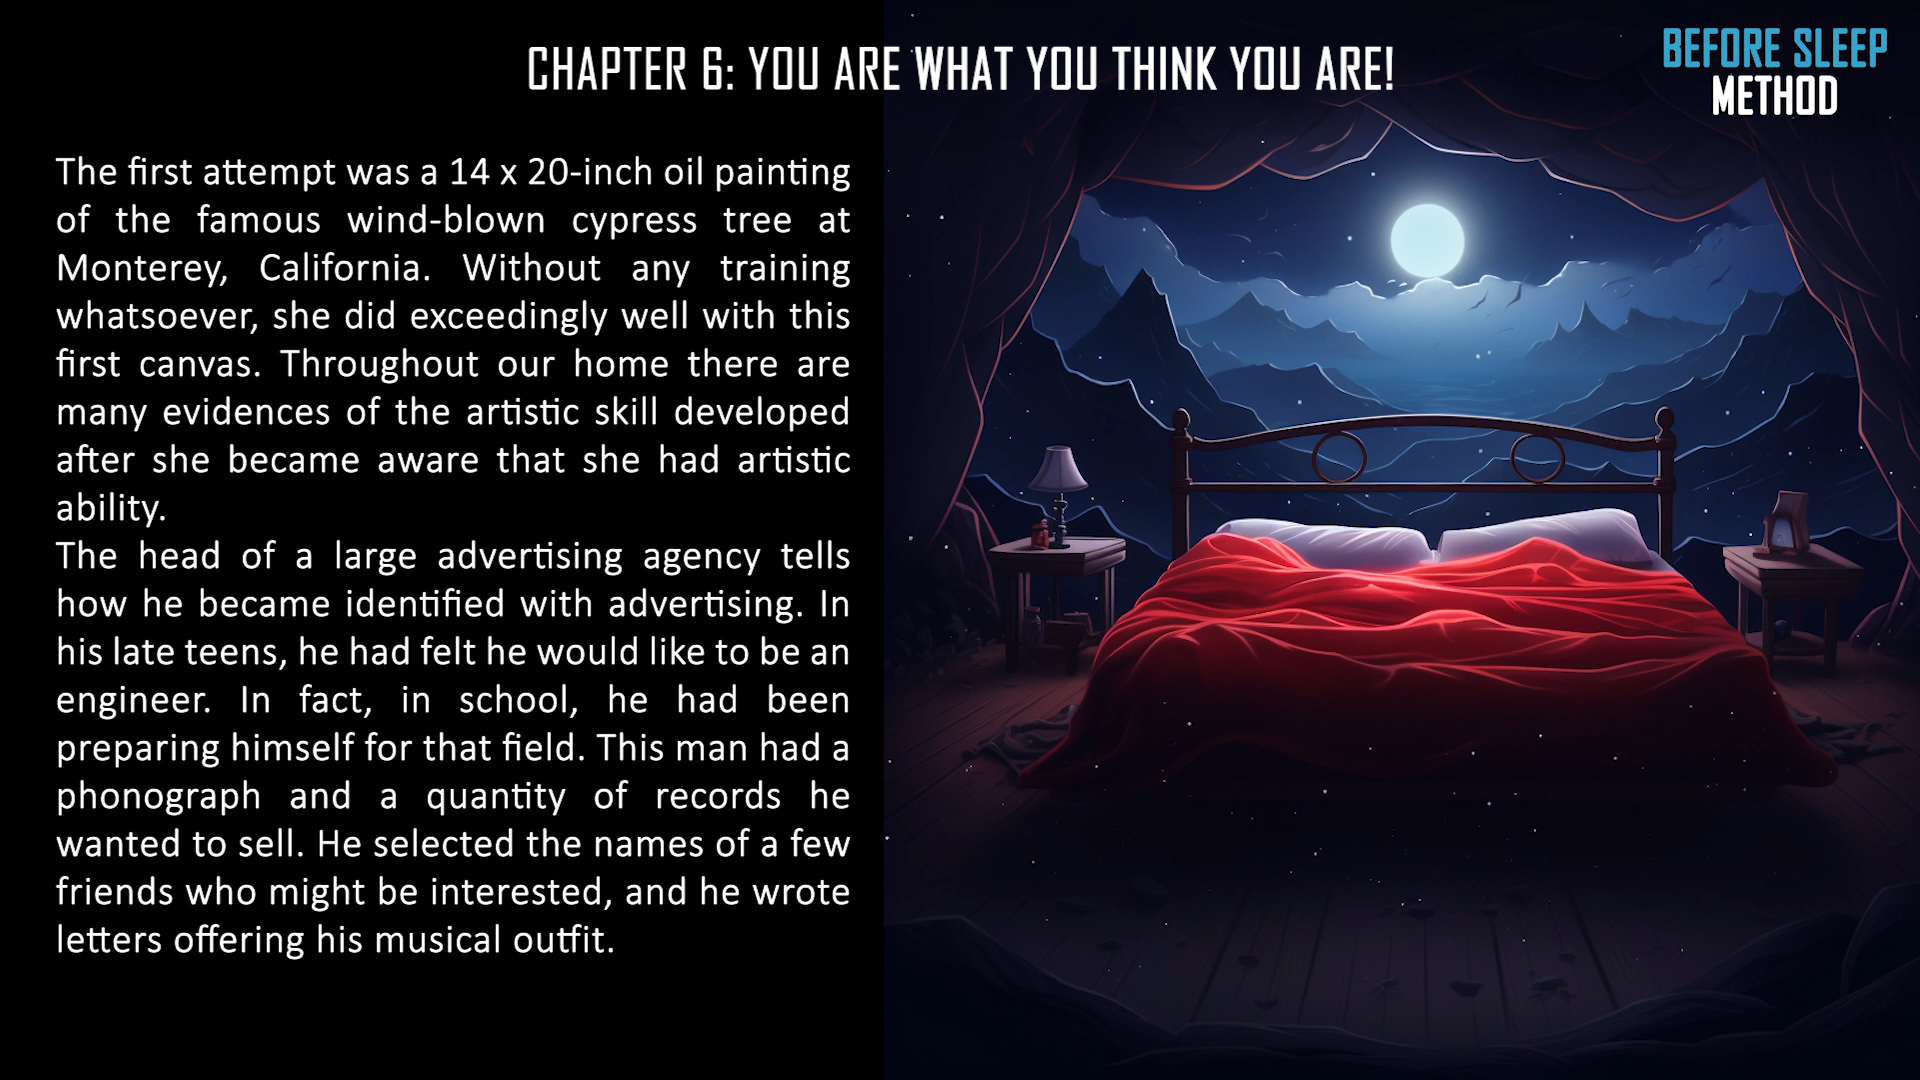 CHAPTER 6: YOU ARE WHAT YOU THINK YOU ARE!
BEFORE SLEEP
METHOD
The first attempt was a 14 x 20-inch oil painting
of the famous wind-blown cypress tree at
Monterey, California. Without any training
whatsoever, she did exceedingly well with this
first canvas. Throughout our home there are
many evidences of the artistic skill developed
after she became aware that she had artistic
ability.
The head of a large advertising agency tells
how he became identified with advertising. In
his late teens, he had felt he would like to be an
engineer. In fact, in school, he had been
preparing himself for that field. This man had a
phonograph and a quantity of records he
wanted to sell. He selected the names of a few
friends who might be interested, and he wrote
letters offering his musical outfit.